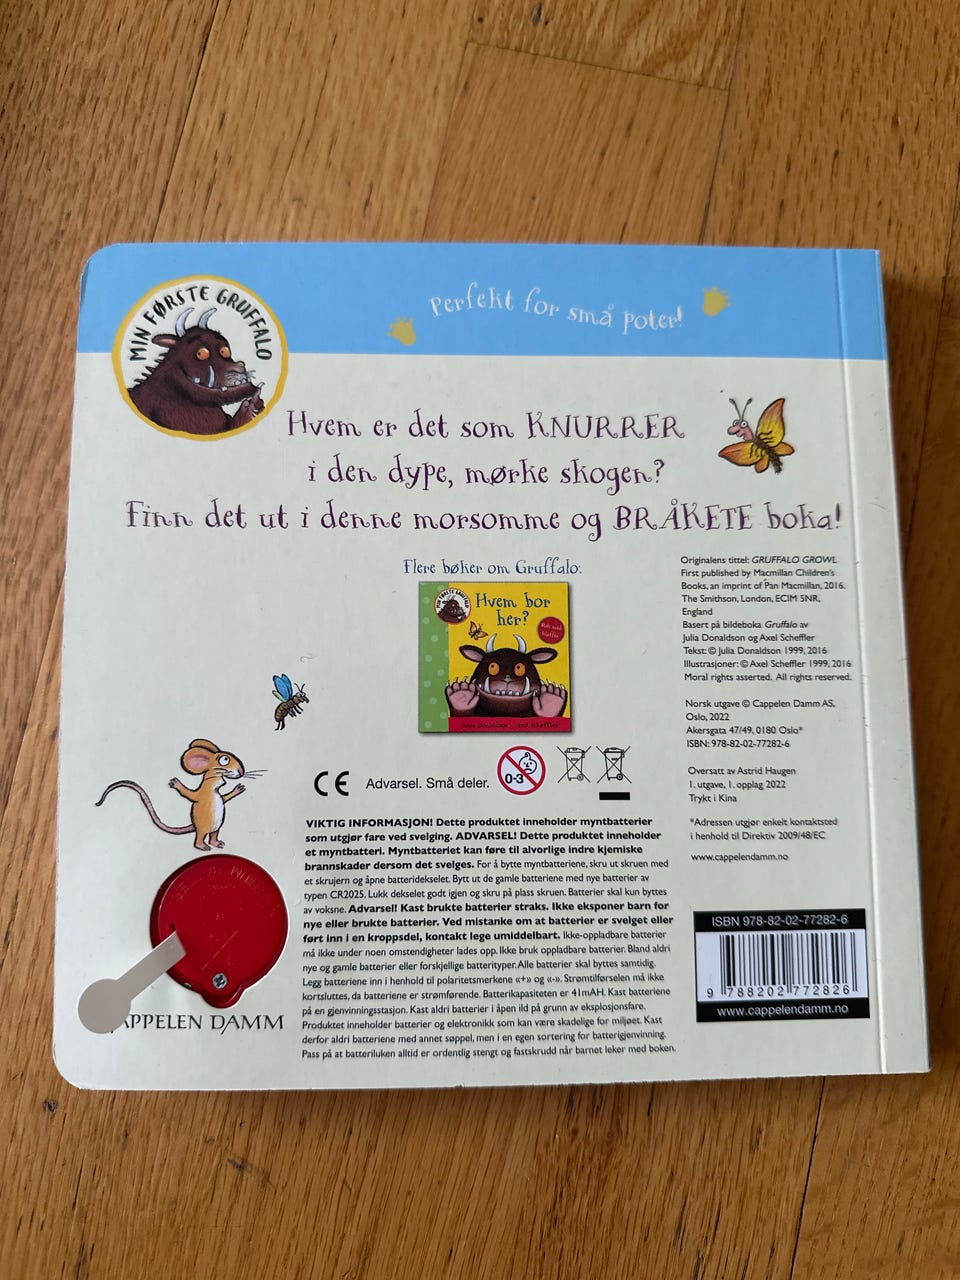 MIN FØRSTE GRUFFALO
Perfekt for små poter!
Hvem er det som KNURRER
i den dype, mørke skogen?
Finn det ut i denne morsomme og BRÅKETE boka!
Flere bøker om Gruffalo:
MIN FØRSTE GRUFFALO
Hvem bor
her?
Julia Donaldson Axel Scheffler
Originalens tittel: GRUFFALO GROWL
First published by Macmillan Children's
Books, an imprint of Pan Macmillan, 2016.
The Smithson, London, ECIM 5NR,
England
Basert på bildeboka Gruffalo av
Julia Donaldson og Axel Scheffler
Tekst: © Julia Donaldson 1999, 2016
Illustrasjoner: © Axel Scheffler 1999, 2016
Moral rights asserted. All rights reserved.
Norsk utgave © Cappelen Damm AS,
Oslo, 2022
Akersgata 47/49, 0180 Oslo*
ISBN: 978-82-02-77282-6
Oversatt av Astrid Haugen
1. utgave, 1. opplag 2022
Trykt i Kina
*Adressen utgjør enkelt kontaktsted
i henhold til Direktiv 2009/48/EC
www.cappelendamm.no
CE Advarsel. Små deler. 0-3
VIKTIG INFORMASJON! Dette produktet inneholder myntbatterier
som utgjør fare ved svelging. ADVARSEL! Dette produktet inneholder
et myntbatteri. Myntbatteriet kan føre til alvorlige indre kjemiske
brannskader dersom det svelges. For å bytte myntbatteriene, skru ut skruen med
et skrujern og åpne batteridekselet. Bytt ut de gamle batteriene med nye batterier av
typen CR2025. Lukk dekselet godt igjen og skru på plass skruen. Batterier skal kun byttes
av voksne. Advarsel! Kast brukte batterier straks. Ikke eksponer barn for
nye eller brukte batterier. Ved mistanke om at batterier er svelget eller
ført inn i en kroppsdel, kontakt lege umiddelbart. Ikke-oppladbare batterier
må ikke under noen omstendigheter lades opp. Ikke bruk oppladbare batterier. Bland aldri
nye og gamle batterier eller forskjellige batterityper. Alle batterier skal byttes samtidig.
Legg batteriene inn i henhold til polaritetsmerkene «+» og «-». Strømtilførselen må ikke
kortsluttes, da batteriene er strømførende. Batterikapasiteten er 41mAH. Kast batteriene
på en gjenvinningsstasjon. Kast aldri batterier i åpen ild på grunn av eksplosjonsfare.
Produktet inneholder batterier og elektronikk som kan være skadelige for miljøet. Kast
derfor aldri batteriene med annet søppel, men i en egen sortering for batterigjenvinning.
Pass på at batteriluken alltid er ordentlig stengt og fastskrudd når barnet leker med boken.
APPELEN DAMM
ISBN 978-82-02-77282-6
9 788202 772826
www.cappelendamm.no